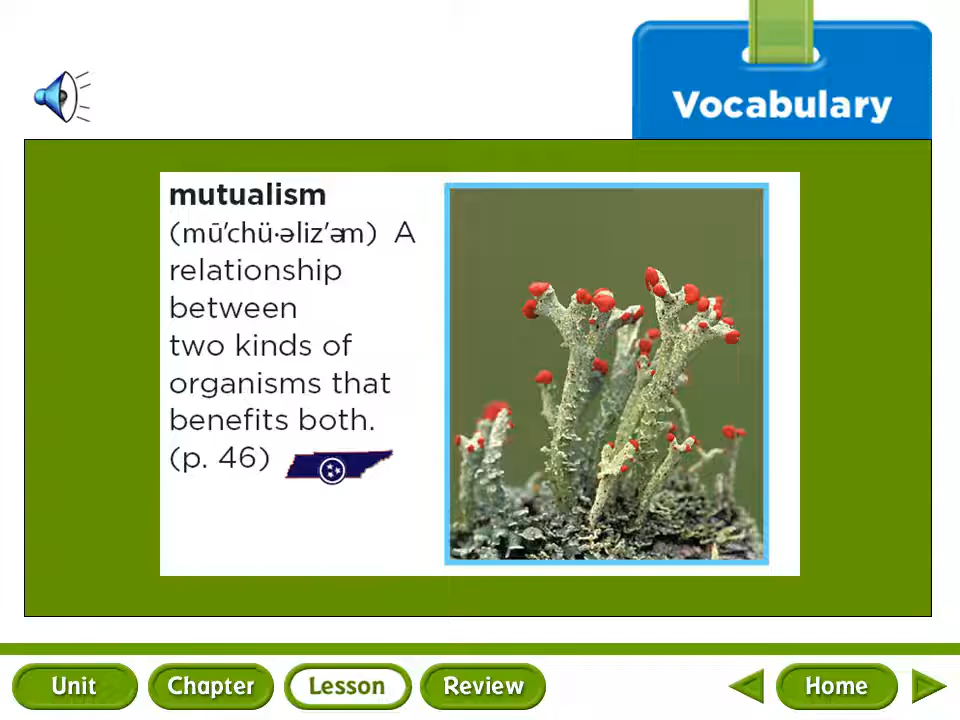 Vocabulary
mutualism
(mū′chü·əliz′əm) A
relationship
between
two kinds of
organisms that
benefits both.
(p. 46)
Unit
Chapter
Lesson
Review
Home